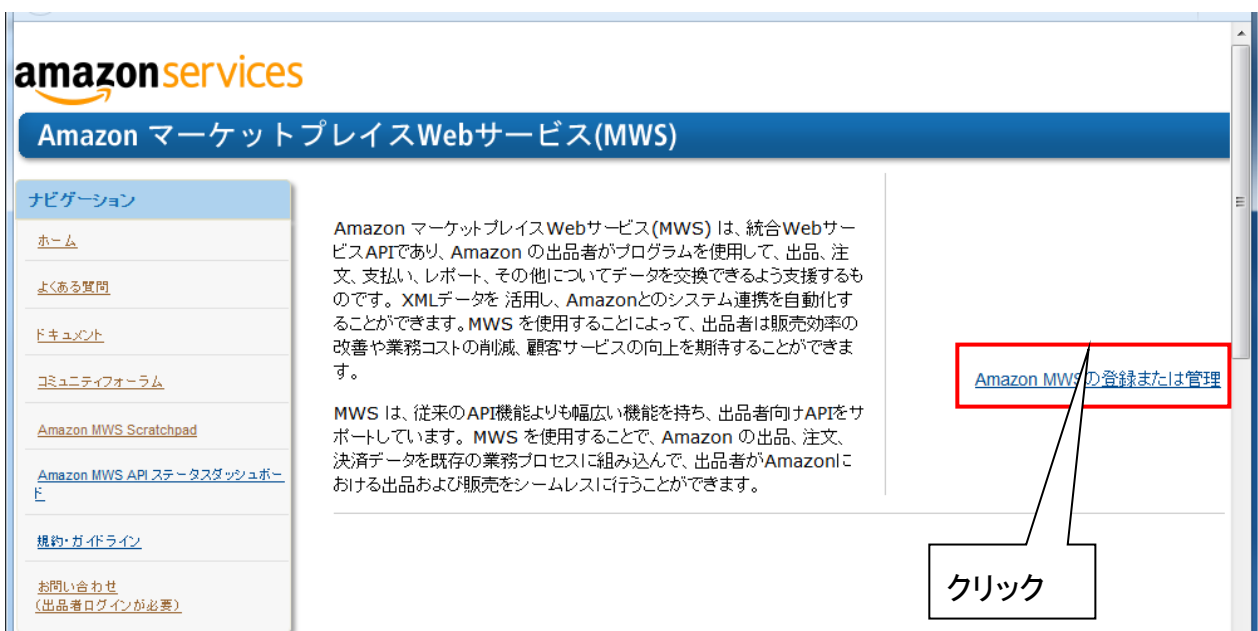 amazonservices
Amazon マーケットプレイスWebサービス(MWS)
ナビゲーション
ホーム
よくある質問
ドキュメント
コミュニティフォーラム
Amazon MWS Scratchpad
Amazon MWS API ステータスダッシュボー
ド
規約・ガイドライン
お問い合わせ
(出品者ログインが必要)
Amazon マーケットプレイスWebサービス(MWS) は、統合Webサー
ビスAPIであり、Amazon の出品者がプログラムを使用して、出品、注
文、支払い、レポート、その他についてデータを交換できるよう支援するも
のです。XMLデータを 活用し、Amazonとのシステム連携を自動化す
ることができます。MWS を使用することによって、出品者は販売効率の
改善や業務コストの削減、顧客サービスの向上を期待することができま
す。
MWS は、従来のAPI機能よりも幅広い機能を持ち、出品者向けAPIをサ
ポートしています。MWS を使用することで、Amazon の出品、注文、
決済データを既存の業務プロセスに組み込んで、出品者がAmazonに
おける出品および販売をシームレスに行うことができます。
Amazon MWSの登録または管理
クリック